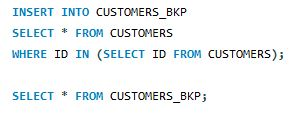 INSERT INTO CUSTOMERS_BKP
SELECT * FROM CUSTOMERS
WHERE ID IN (SELECT ID FROM CUSTOMERS);
SELECT * FROM CUSTOMERS_BKP;